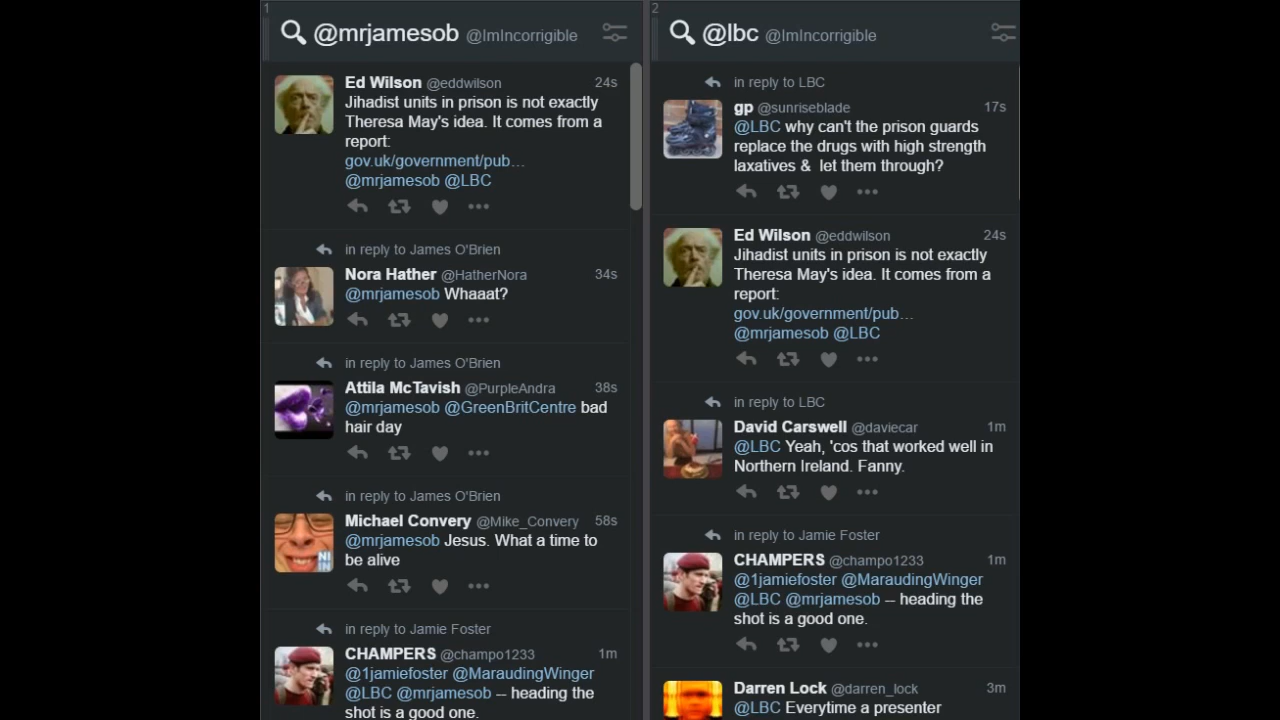 1
@mrjamesob @ImIncorrigible
Ed Wilson @eddwilson 24s
Jihadist units in prison is not exactly
Theresa May's idea. It comes from a
report:
gov.uk/government/pub…
@mrjamesob @LBC
in reply to James O'Brien
Nora Hather @HatherNora 34s
@mrjamesob Whaaat?
in reply to James O'Brien
Attila McTavish @PurpleAndra 38s
@mrjamesob @GreenBritCentre bad
hair day
in reply to James O'Brien
Michael Convery @Mike_Convery 58s
@mrjamesob Jesus. What a time to
be alive
in reply to Jamie Foster
CHAMPERS @champo1233 1m
@1jamiefoster @MaraudingWinger
@LBC @mrjamesob -- heading the
shot is a good one.
2
@lbc @ImIncorrigible
in reply to LBC
gp @sunriseblade 17s
@LBC why can't the prison guards
replace the drugs with high strength
laxatives & let them through?
Ed Wilson @eddwilson 24s
Jihadist units in prison is not exactly
Theresa May's idea. It comes from a
report:
gov.uk/government/pub…
@mrjamesob @LBC
in reply to LBC
David Carswell @daviecar 1m
@LBC Yeah, 'cos that worked well in
Northern Ireland. Fanny.
in reply to Jamie Foster
CHAMPERS @champo1233 1m
@1jamiefoster @MaraudingWinger
@LBC @mrjamesob -- heading the
shot is a good one.
Darren Lock @darren_lock 3m
@LBC Everytime a presenter